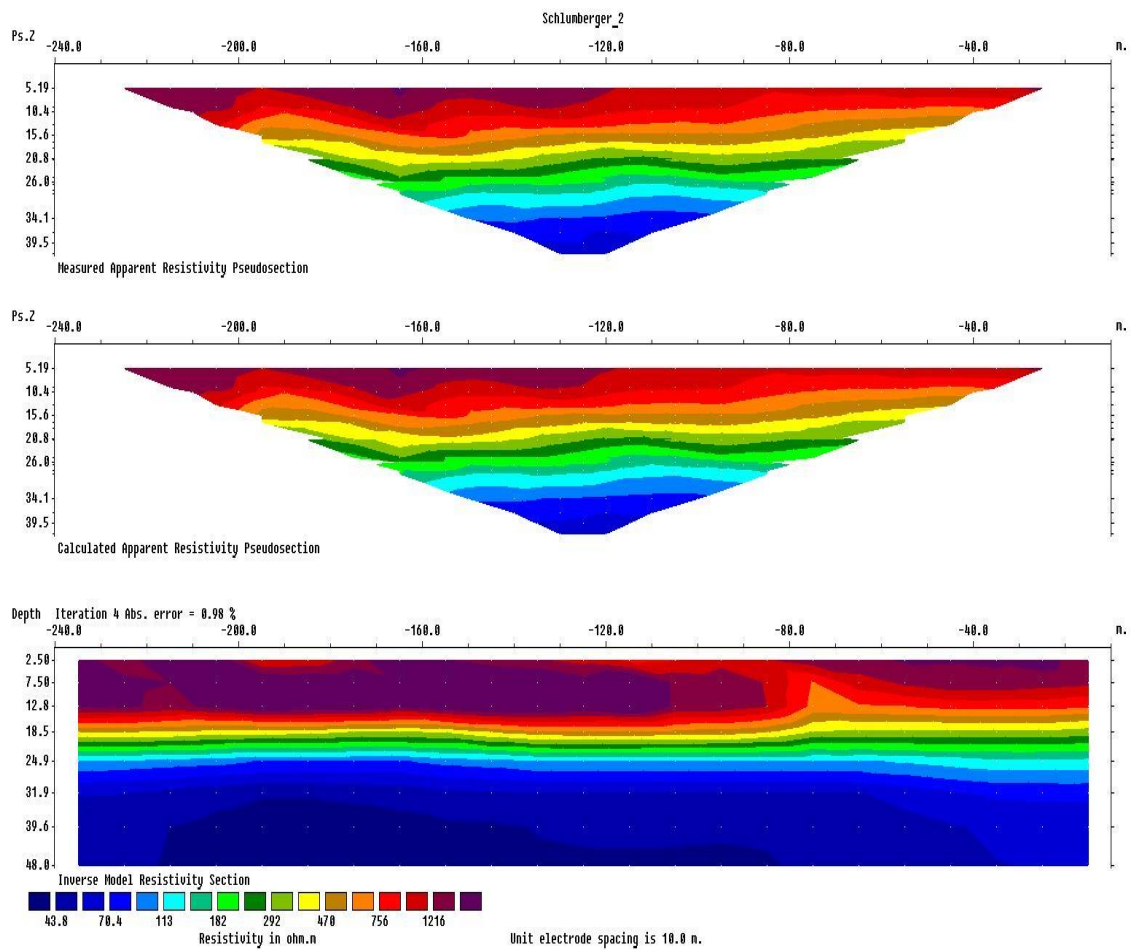 Schlumberger_2
Ps.Z -240.0 -200.0 -160.0 -120.0 -80.0 -40.0 m.
5.19
10.4
15.6
20.8
26.0
34.1
39.5
Measured Apparent Resistivity Pseudosection
Ps.Z -240.0 -200.0 -160.0 -120.0 -80.0 -40.0 m.
5.19
10.4
15.6
20.8
26.0
34.1
39.5
Calculated Apparent Resistivity Pseudosection
Depth Iteration 4 Abs. error = 0.98 %
-240.0 -200.0 -160.0 -120.0 -80.0 -40.0 m.
2.50
7.50
12.8
18.5
24.9
31.9
39.6
48.0
Inverse Model Resistivity Section
43.8 70.4 113 182 292 470 756 1216
Resistivity in ohm.m Unit electrode spacing is 10.0 m.